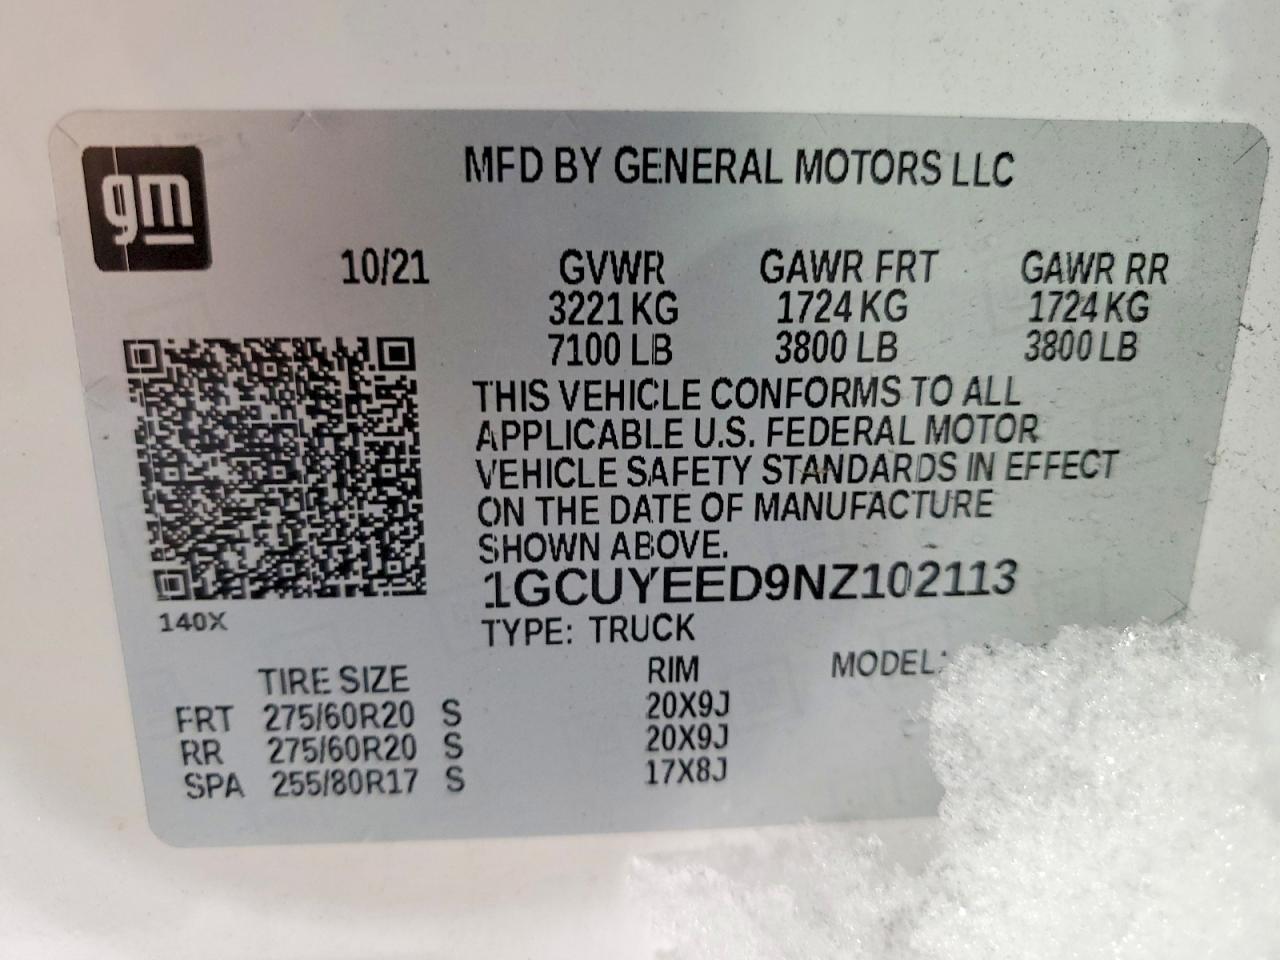 gm
MFD BY GENERAL MOTORS LLC
10/21 GVWR GAWR FRT GAWR RR
3221 KG 1724 KG 1724 KG
7100 LB 3800 LB 3800 LB
THIS VEHICLE CONFORMS TO ALL
APPLICABLE U.S. FEDERAL MOTOR
VEHICLE SAFETY STANDARDS IN EFFECT
ON THE DATE OF MANUFACTURE
SHOWN ABOVE.
1GCUYEED9NZ102113
140X
TYPE: TRUCK
TIRE SIZE RIM MODEL:
FRT 275/60R20 S 20X9J
RR 275/60R20 S 20X9J
SPA 255/80R17 S 17X8J